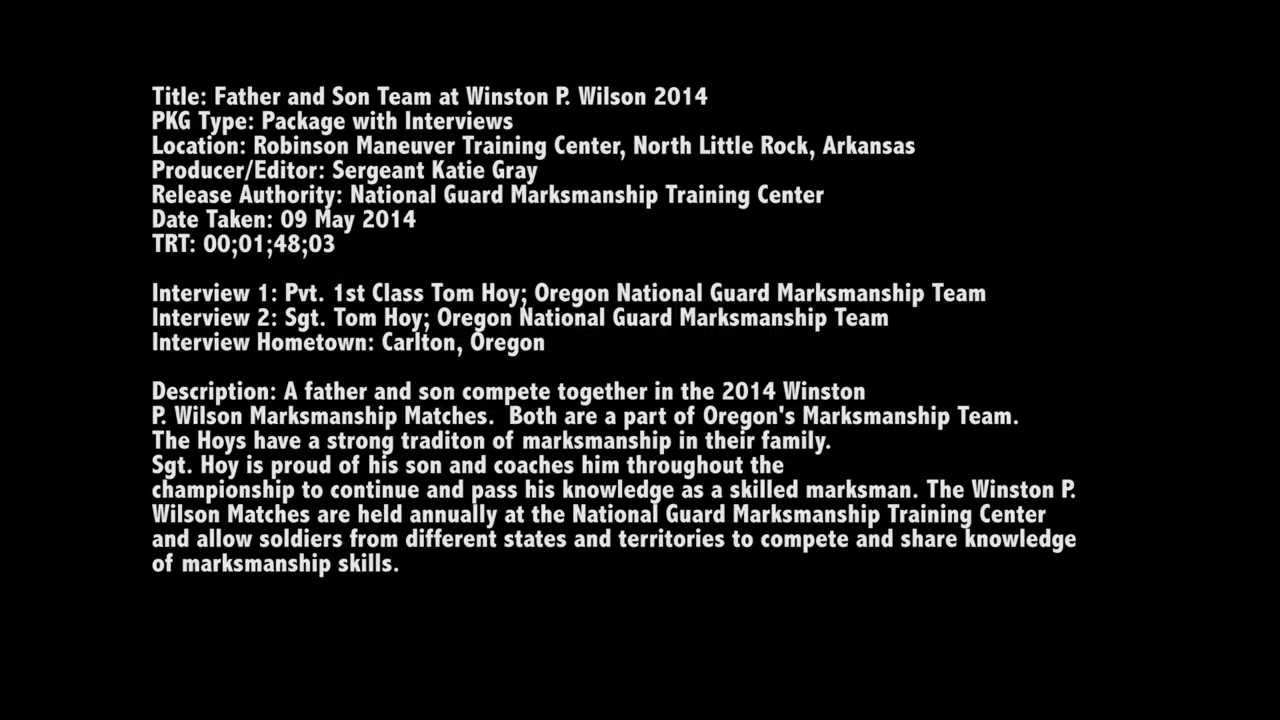 Title: Father and Son Team at Winston P. Wilson 2014
PKG Type: Package with Interviews
Location: Robinson Maneuver Training Center, North Little Rock, Arkansas
Producer/Editor: Sergeant Katie Gray
Release Authority: National Guard Marksmanship Training Center
Date Taken: 09 May 2014
TRT: 00;01;48;03
Interview 1: Pvt. 1st Class Tom Hoy; Oregon National Guard Marksmanship Team
Interview 2: Sgt. Tom Hoy; Oregon National Guard Marksmanship Team
Interview Hometown: Carlton, Oregon
Description: A father and son compete together in the 2014 Winston
P. Wilson Marksmanship Matches.  Both are a part of Oregon's Marksmanship Team.
The Hoys have a strong traditon of marksmanship in their family.
Sgt. Hoy is proud of his son and coaches him throughout the
championship to continue and pass his knowledge as a skilled marksman. The Winston P.
Wilson Matches are held annually at the National Guard Marksmanship Training Center
and allow soldiers from different states and territories to compete and share knowledge
of marksmanship skills.